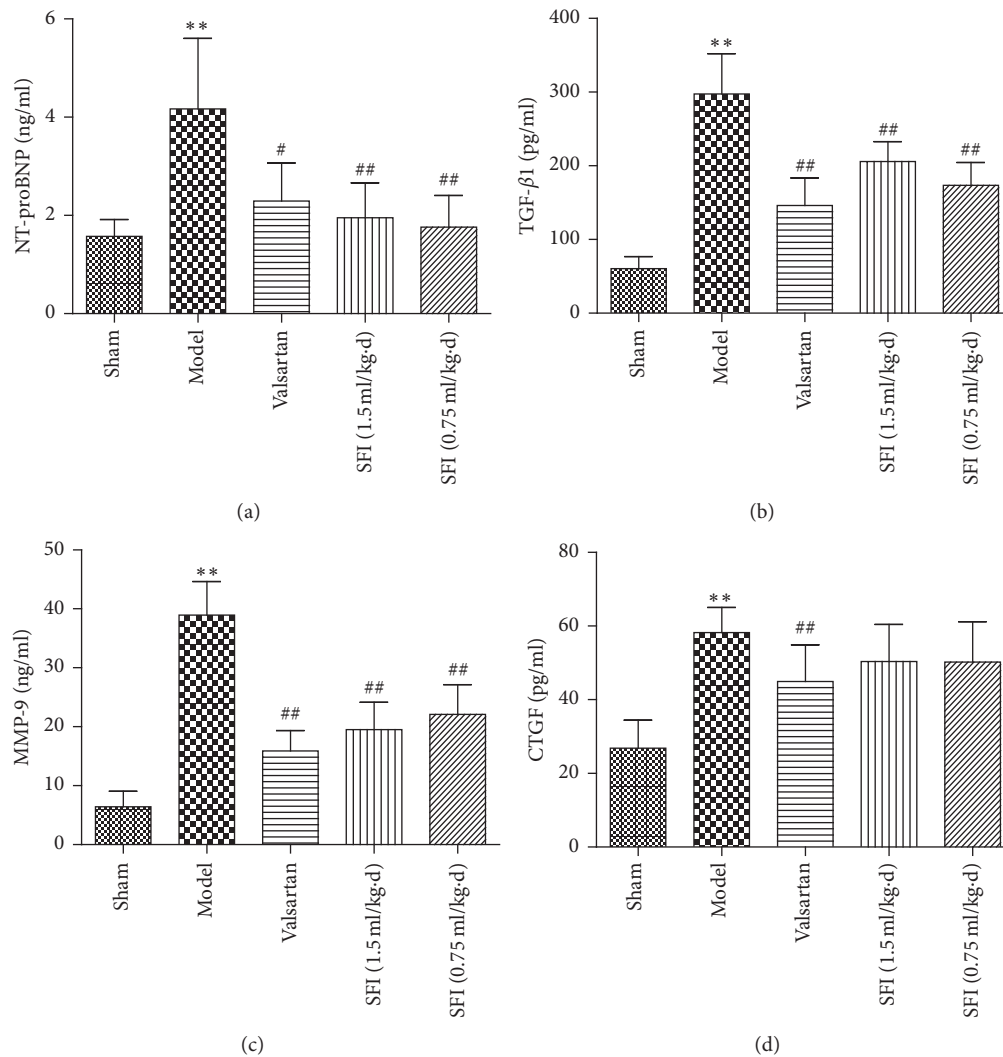 NT-proBNP (ng/ml)
6
4
2
0
**
#
##
##
Sham
Model
Valsartan
SFI (1.5 ml/kg·d)
SFI (0.75 ml/kg·d)
(a)
TGF-β1 (pg/ml)
400
300
200
100
0
**
##
##
##
Sham
Model
Valsartan
SFI (1.5 ml/kg·d)
SFI (0.75 ml/kg·d)
(b)
MMP-9 (ng/ml)
50
40
30
20
10
0
**
##
##
##
Sham
Model
Valsartan
SFI (1.5 ml/kg·d)
SFI (0.75 ml/kg·d)
(c)
CTGF (pg/ml)
80
60
40
20
0
**
##
Sham
Model
Valsartan
SFI (1.5 ml/kg·d)
SFI (0.75 ml/kg·d)
(d)